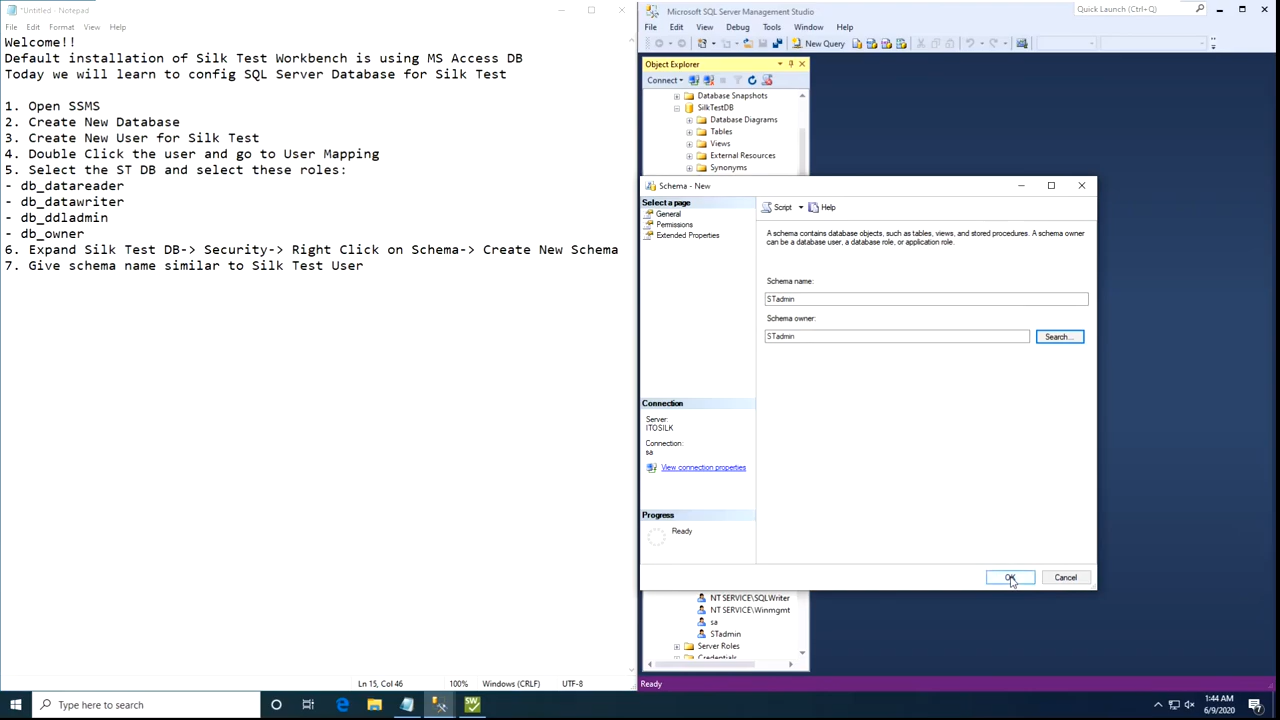 *Untitled - Notepad
File Edit Format View Help
Welcome!!
Default installation of Silk Test Workbench is using MS Access DB
Today we will learn to config SQL Server Database for Silk Test
1. Open SSMS
2. Create New Database
3. Create New User for Silk Test
4. Double Click the user and go to User Mapping
5. Select the ST DB and select these roles:
- db_datareader
- db_datawriter
- db_ddladmin
- db_owner
6. Expand Silk Test DB-> Security-> Right Click on Schema-> Create New Schema
7. Give schema name similar to Silk Test User
Ln 15, Col 46 100% Windows (CRLF) UTF-8
Microsoft SQL Server Management Studio
Quick Launch (Ctrl+Q)
File Edit View Debug Tools Window Help
New Query
Object Explorer
Connect
Database Snapshots
SilkTestDB
Database Diagrams
Tables
Views
External Resources
Synonyms
Schema - New
Select a page
General
Permissions
Extended Properties
Script Help
A schema contains database objects, such as tables, views, and stored procedures. A schema owner
can be a database user, a database role, or application role.
Schema name:
STadmin
Schema owner:
STadmin
Search...
Connection
Server:
ITOSILK
Connection:
sa
View connection properties
Progress
Ready
OK Cancel
NT SERVICE\SQLWriter
NT SERVICE\Winmgmt
sa
STadmin
Server Roles
Credentials
Ready
Type here to search
SW
1:44 AM
6/9/2020
7